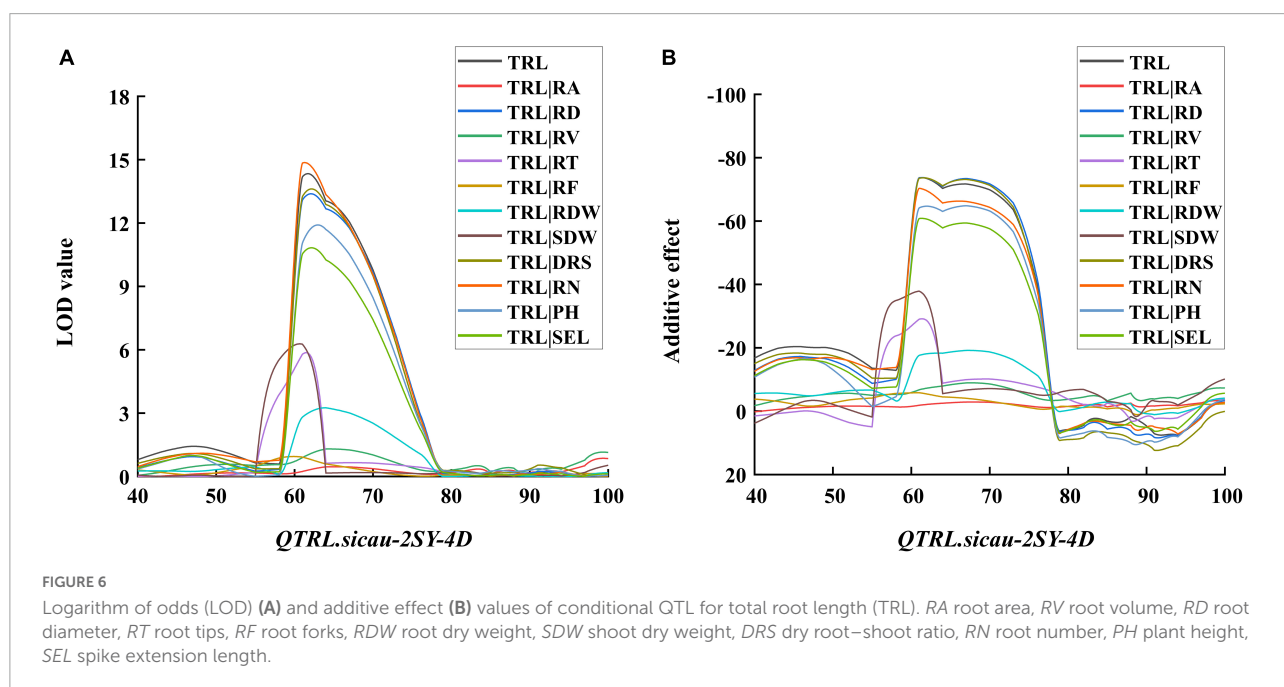 A
TRL
TRL|RA
TRL|RD
TRL|RV
TRL|RT
TRL|RF
TRL|RDW
TRL|SDW
TRL|DRS
TRL|RN
TRL|PH
TRL|SEL
18
15
12
9
6
3
0
LOD value
40 50 60 70 80 90 100
QTRL.sicau-2SY-4D
B
TRL
TRL|RA
TRL|RD
TRL|RV
TRL|RT
TRL|RF
TRL|RDW
TRL|SDW
TRL|DRS
TRL|RN
TRL|PH
TRL|SEL
-100
-80
-60
-40
-20
0
20
Additive effect
40 50 60 70 80 90 100
QTRL.sicau-2SY-4D
FIGURE 6
Logarithm of odds (LOD) (A) and additive effect (B) values of conditional QTL for total root length (TRL). RA root area, RV root volume, RD root
diameter, RT root tips, RF root forks, RDW root dry weight, SDW shoot dry weight, DRS dry root–shoot ratio, RN root number, PH plant height,
SEL spike extension length.